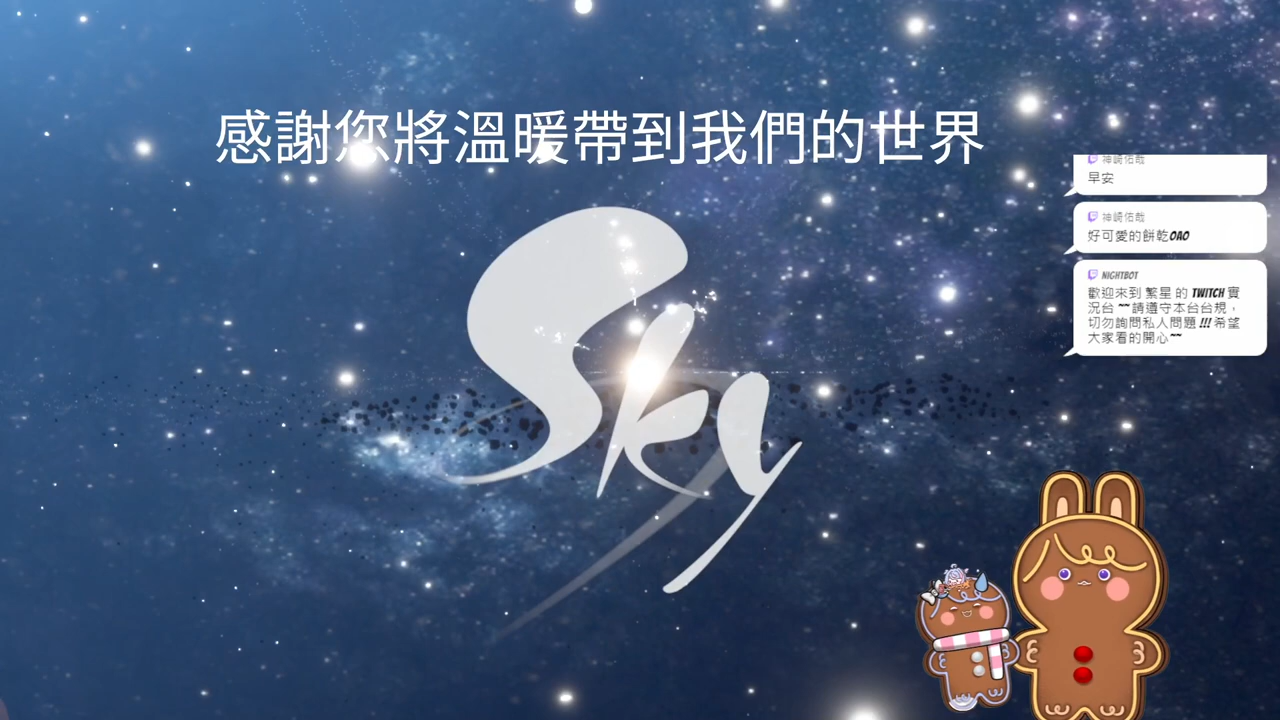 感謝您將溫暖帶到我們的世界
Sky
神崎佑哉
早安
神崎佑哉
好可愛的餅乾OAO
NIGHTBOT
歡迎來到 繁星 的 TWITCH 實
況台 ~~請遵守本台台規，
切勿詢問私人問題 !!! 希望
大家看的開心~~